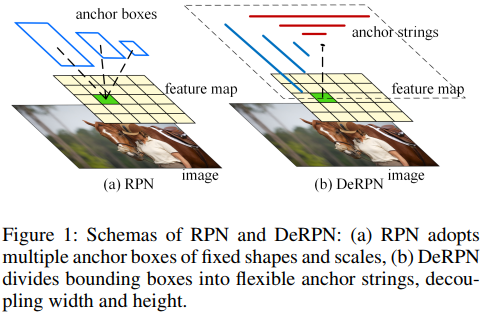 anchor boxes
feature map
image
(a) RPN
anchor strings
feature map
image
(b) DeRPN
Figure 1: Schemas of RPN and DeRPN: (a) RPN adopts
multiple anchor boxes of fixed shapes and scales, (b) DeRPN
divides bounding boxes into flexible anchor strings, decou-
pling width and height.